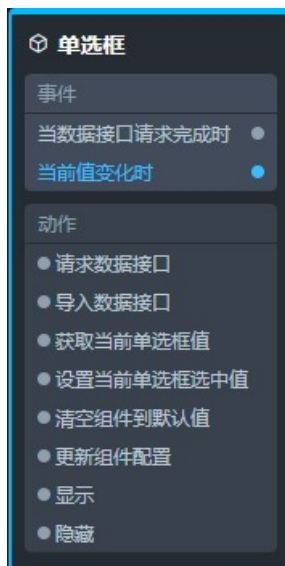 单选框
事件
当数据接口请求完成时
当前值变化时
动作
请求数据接口
导入数据接口
获取当前单选框值
设置当前单选框选中值
清空组件到默认值
更新组件配置
显示
隐藏